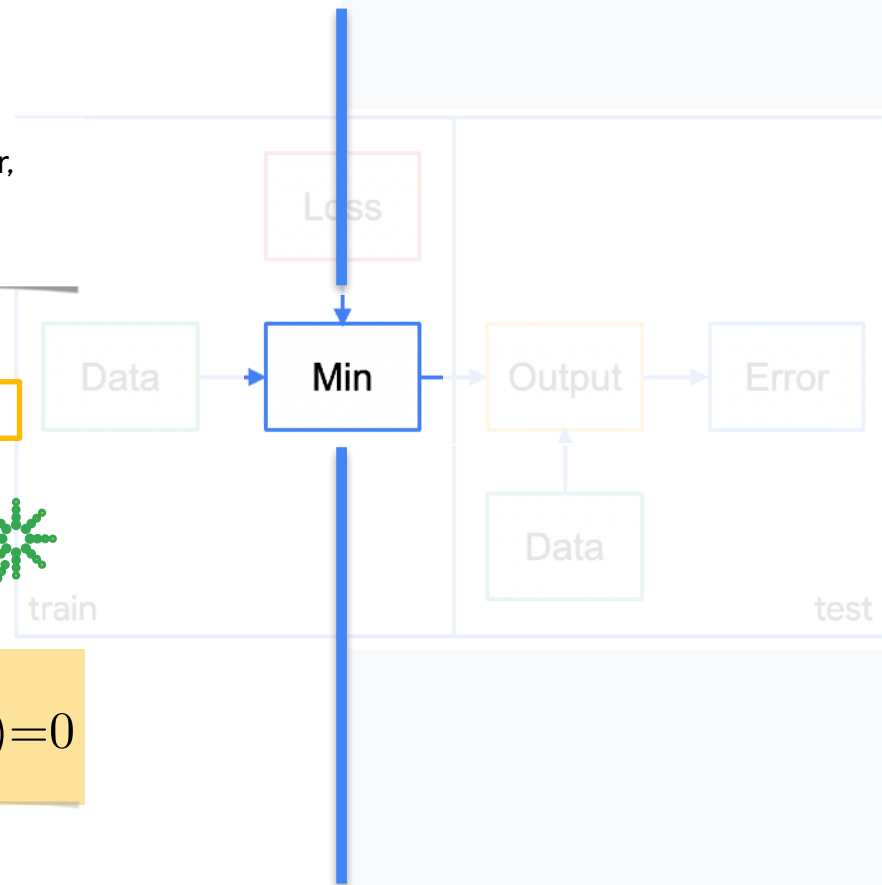 r,
Loss
Data
Min
Output
Error
Data
train
test
)=0